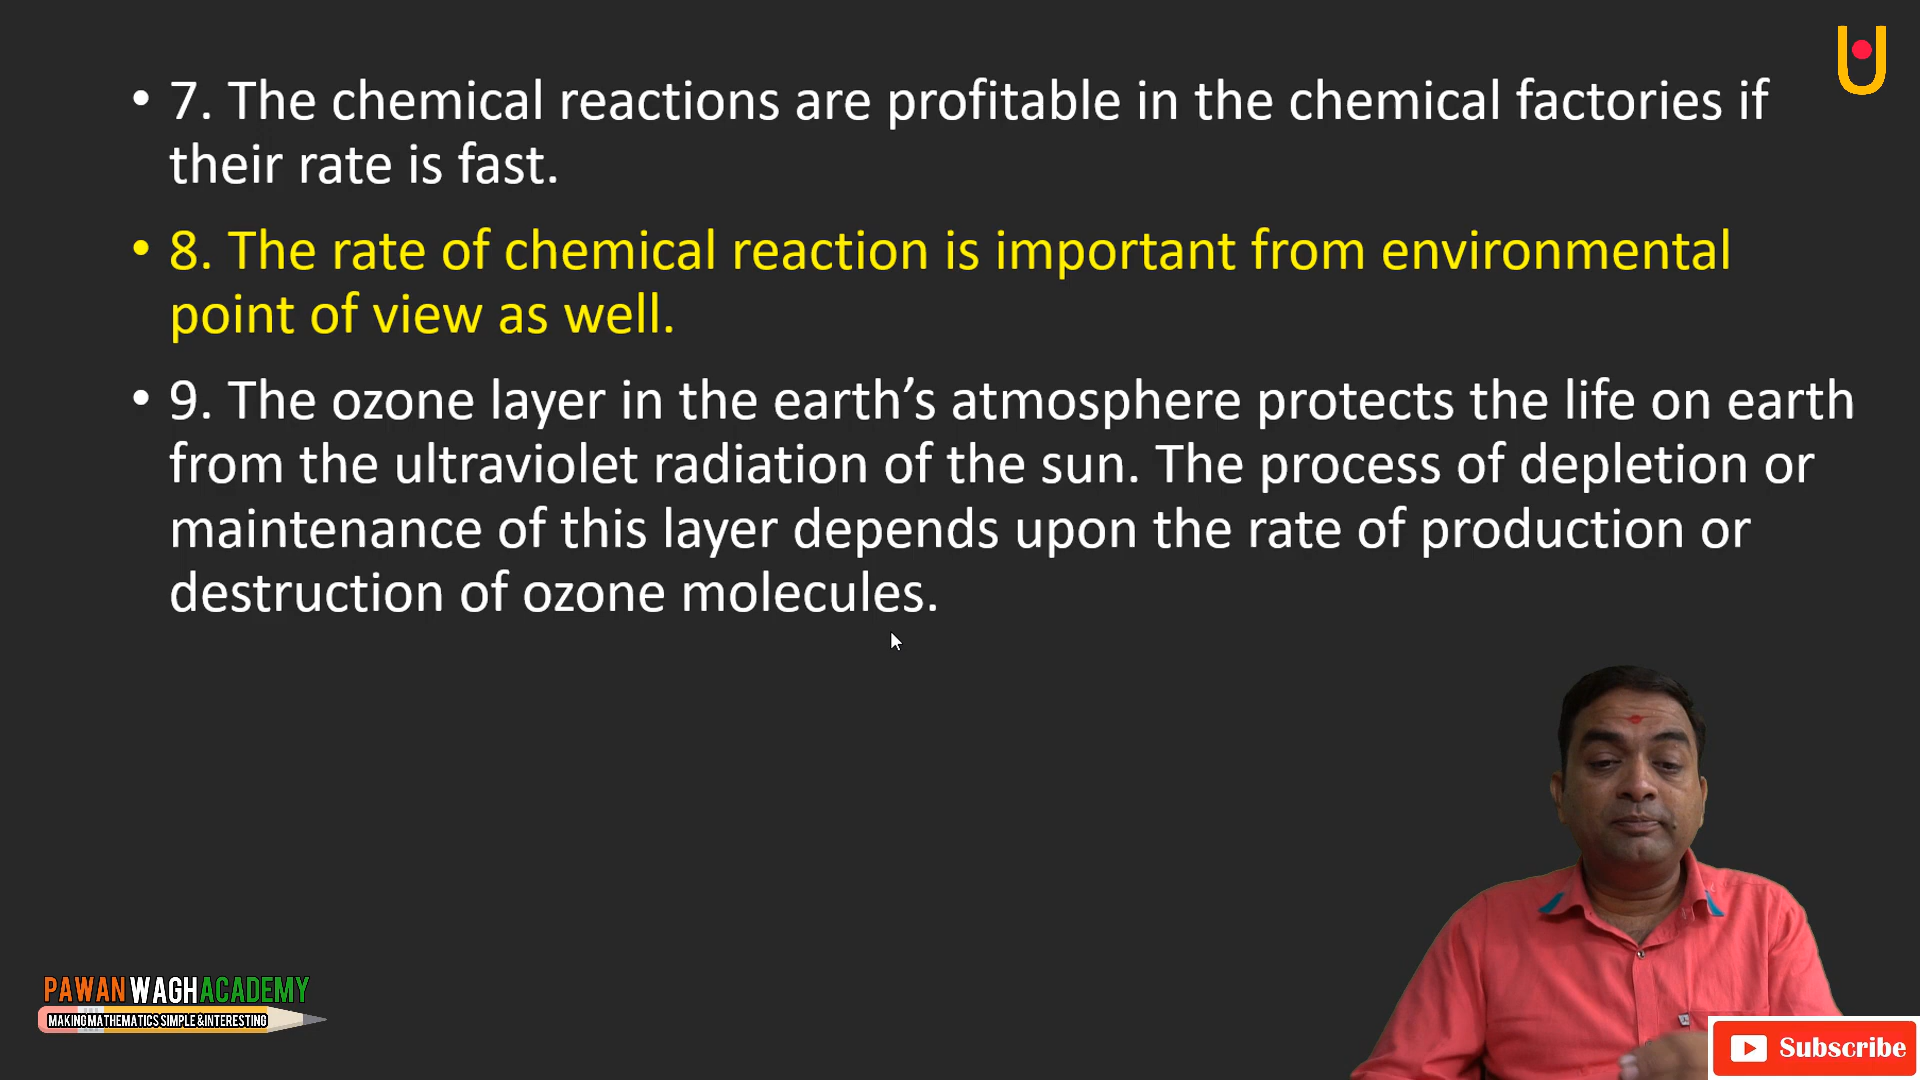 • 7. The chemical reactions are profitable in the chemical factories if
their rate is fast.
• 8. The rate of chemical reaction is important from environmental
point of view as well.
• 9. The ozone layer in the earth’s atmosphere protects the life on earth
from the ultraviolet radiation of the sun. The process of depletion or
maintenance of this layer depends upon the rate of production or
destruction of ozone molecules.
PAWAN WAGH ACADEMY
MAKING MATHEMATICS SIMPLE & INTERESTING
Subscribe